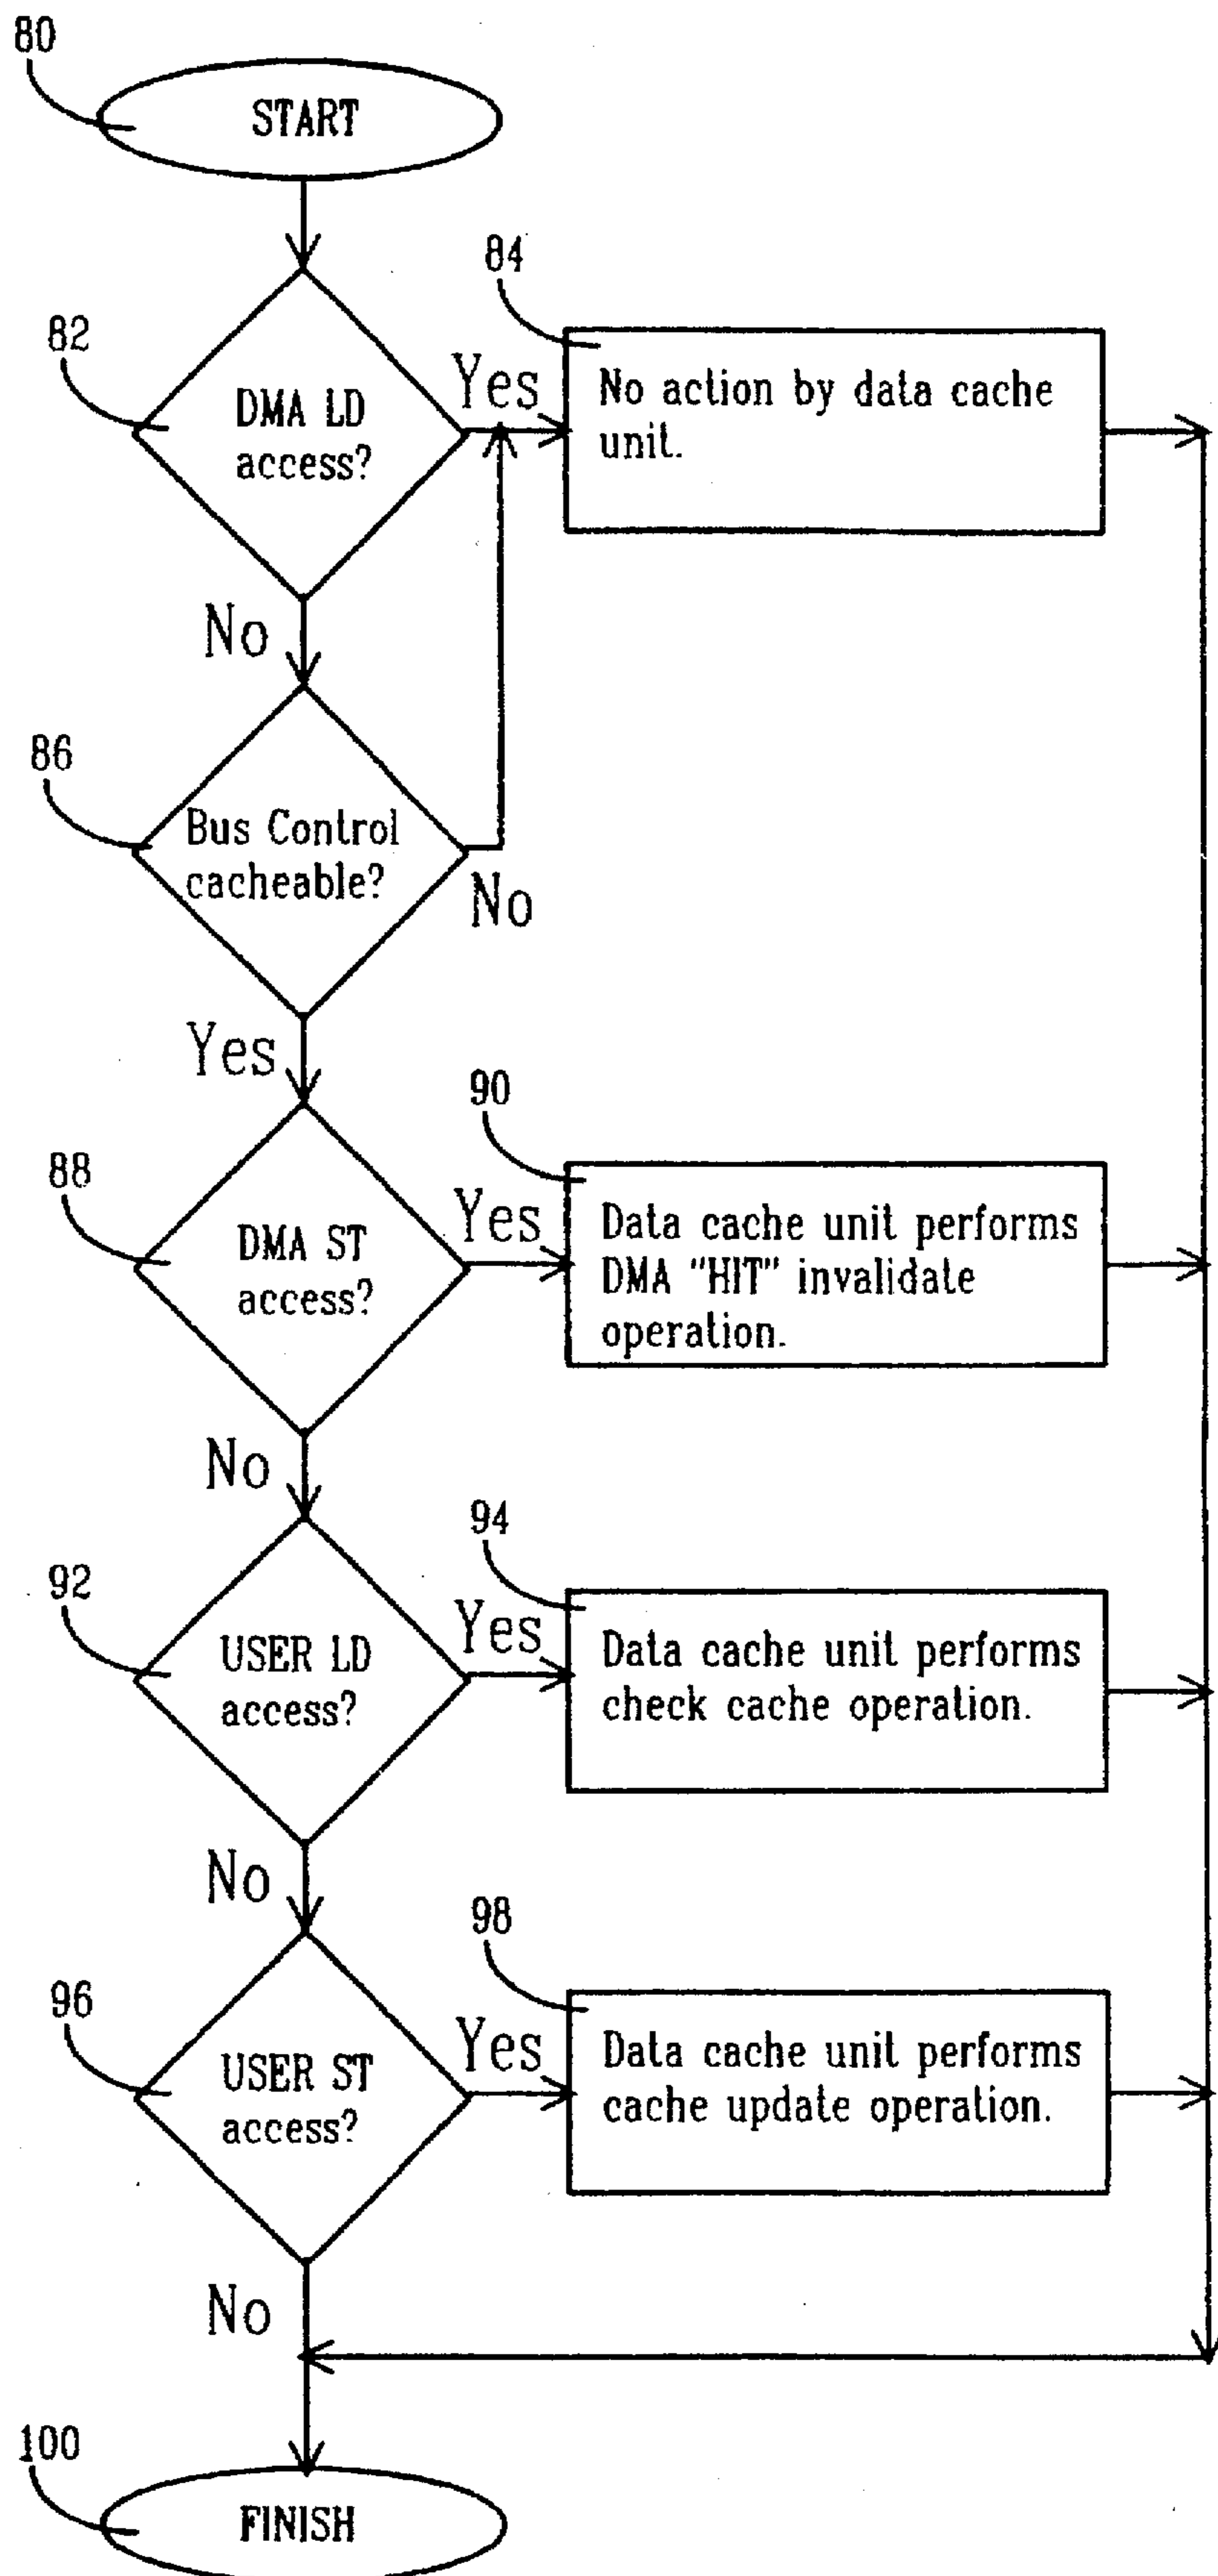 80
START
84
82
DMA LD
access?
Yes
No action by data cache
unit.
No
86
Bus Control
cacheable?
No
Yes
90
88
DMA ST
access?
Yes
Data cache unit performs
DMA "HIT" invalidate
operation.
No
94
92
USER LD
access?
Yes
Data cache unit performs
check cache operation.
No
98
96
USER ST
access?
Yes
Data cache unit performs
cache update operation.
No
100
FINISH